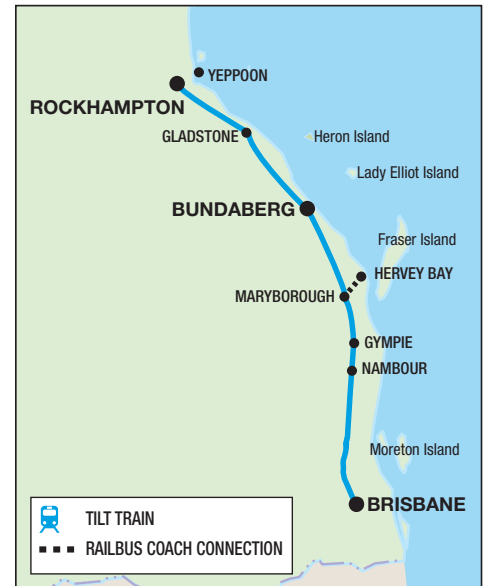 YEPPOON
ROCKHAMPTON
GLADSTONE
Heron Island
Lady Elliot Island
BUNDABERG
Fraser Island
HERVEY BAY
MARYBOROUGH
GYMPIE
NAMBOUR
Moreton Island
BRISBANE
TILT TRAIN
RAILBUS COACH CONNECTION